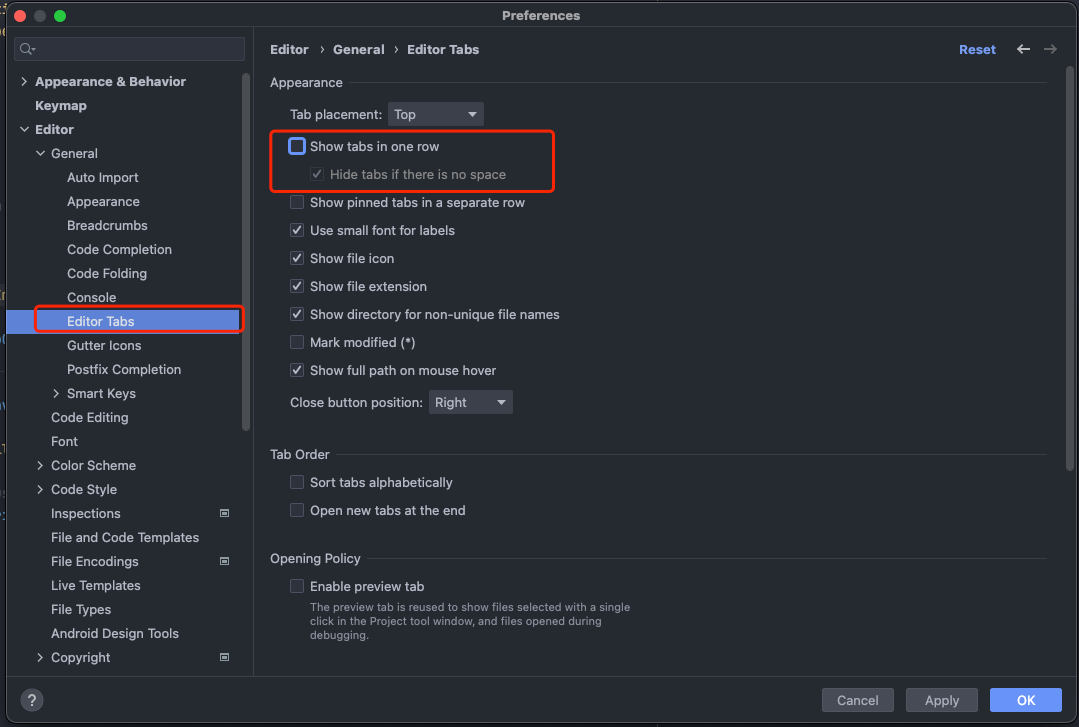 Preferences
Editor › General › Editor Tabs
Reset
Appearance & Behavior
Keymap
Editor
General
Auto Import
Appearance
Breadcrumbs
Code Completion
Code Folding
Console
Editor Tabs
Gutter Icons
Postfix Completion
Smart Keys
Code Editing
Font
Color Scheme
Code Style
Inspections
File and Code Templates
File Encodings
Live Templates
File Types
Android Design Tools
Copyright
Appearance
Tab placement: Top
Show tabs in one row
Hide tabs if there is no space
Show pinned tabs in a separate row
Use small font for labels
Show file icon
Show file extension
Show directory for non-unique file names
Mark modified (*)
Show full path on mouse hover
Close button position: Right
Tab Order
Sort tabs alphabetically
Open new tabs at the end
Opening Policy
Enable preview tab
The preview tab is reused to show files selected with a single
click in the Project tool window, and files opened during
debugging.
?
Cancel
Apply
OK